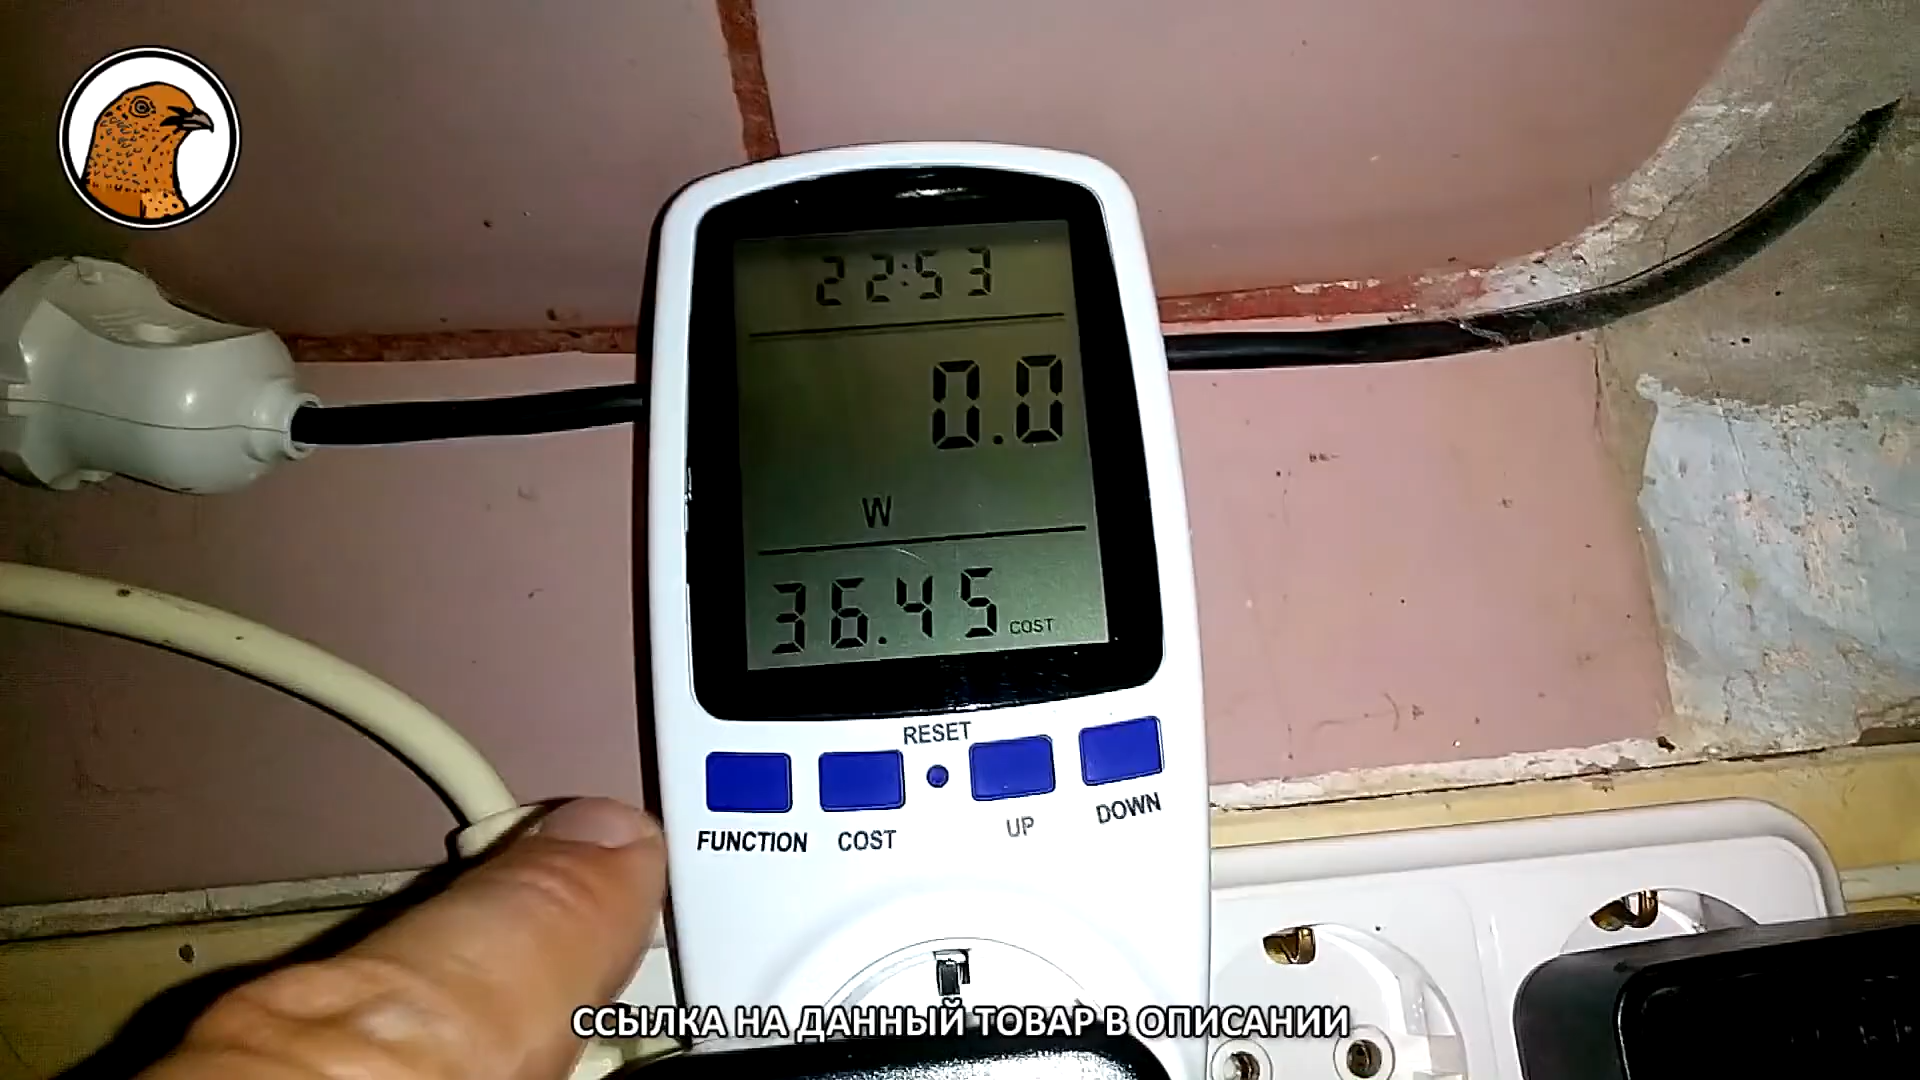 22:53
0.0
W
36.45 COST
RESET
FUNCTION COST UP DOWN
ССЫЛКА НА ДАННЫЙ ТОВАР В ОПИСАНИИ